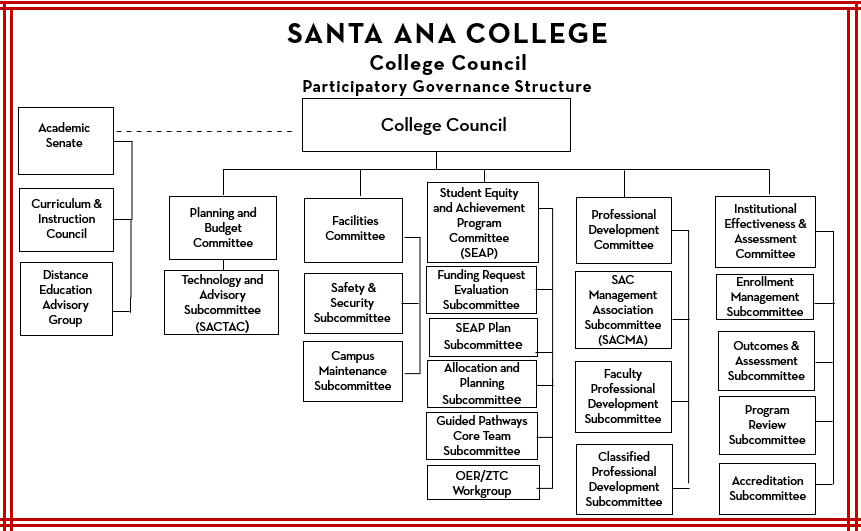 SANTA ANA COLLEGE
College Council
Participatory Governance Structure
College Council
Academic
Senate
Curriculum &
Instruction
Council
Distance
Education
Advisory
Group
Planning and
Budget
Committee
Technology and
Advisory
Subcommittee
(SACTAC)
Facilities
Committee
Safety &
Security
Subcommittee
Campus
Maintenance
Subcommittee
Student Equity
and Achievement
Program
Committee
(SEAP)
Funding Request
Evaluation
Subcommittee
SEAP Plan
Subcommittee
Allocation and
Planning
Subcommittee
Guided Pathways
Core Team
Subcommittee
OER/ZTC
Workgroup
Professional
Development
Committee
SAC
Management
Association
Subcommittee
(SACMA)
Faculty
Professional
Development
Subcommittee
Classified
Professional
Development
Subcommittee
Institutional
Effectiveness &
Assessment
Committee
Enrollment
Management
Subcommittee
Outcomes &
Assessment
Subcommittee
Program
Review
Subcommittee
Accreditation
Subcommittee